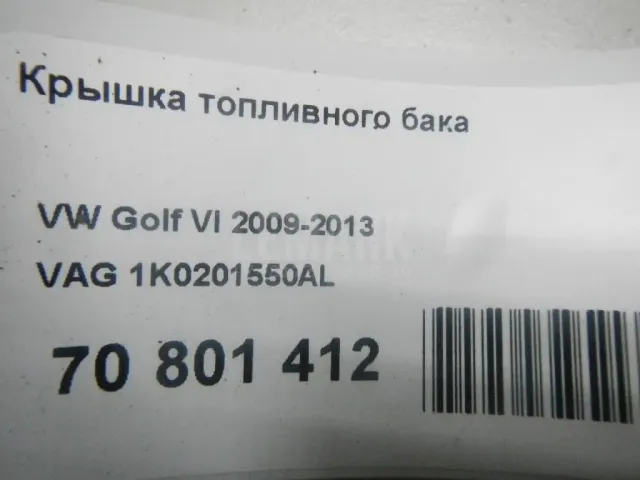 Крышка топливного бака
VW Golf VI 2009-2013
VAG 1K0201550AL
70 801 412